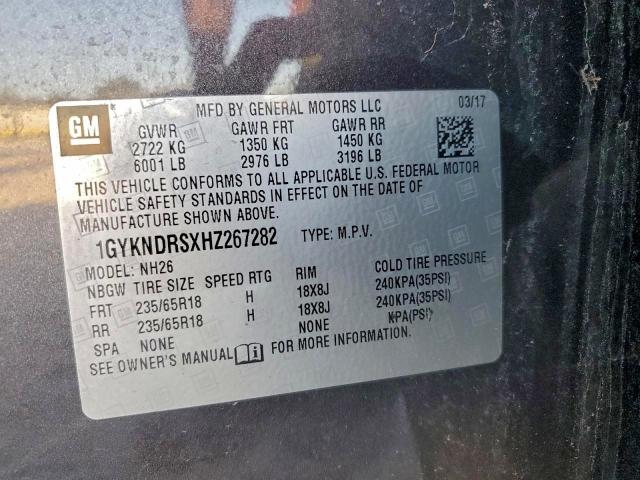 GM
MFD BY GENERAL MOTORS LLC 03/17
GVWR GAWR FRT GAWR RR
2722 KG 1350 KG 1450 KG
6001 LB 2976 LB 3196 LB
THIS VEHICLE CONFORMS TO ALL APPLICABLE U.S. FEDERAL MOTOR
VEHICLE SAFETY STANDARDS IN EFFECT ON THE DATE OF
MANUFACTURE SHOWN ABOVE.
1GYKNDRSXHZ267282 TYPE: M.P.V.
MODEL: NH26
NBGW TIRE SIZE SPEED RTG RIM COLD TIRE PRESSURE
FRT 235/65R18 H 18X8J 240KPA(35PSI)
RR 235/65R18 H 18X8J 240KPA(35PSI)
SPA NONE NONE KPA(PSI)
SEE OWNER'S MANUAL FOR MORE INFORMATION.